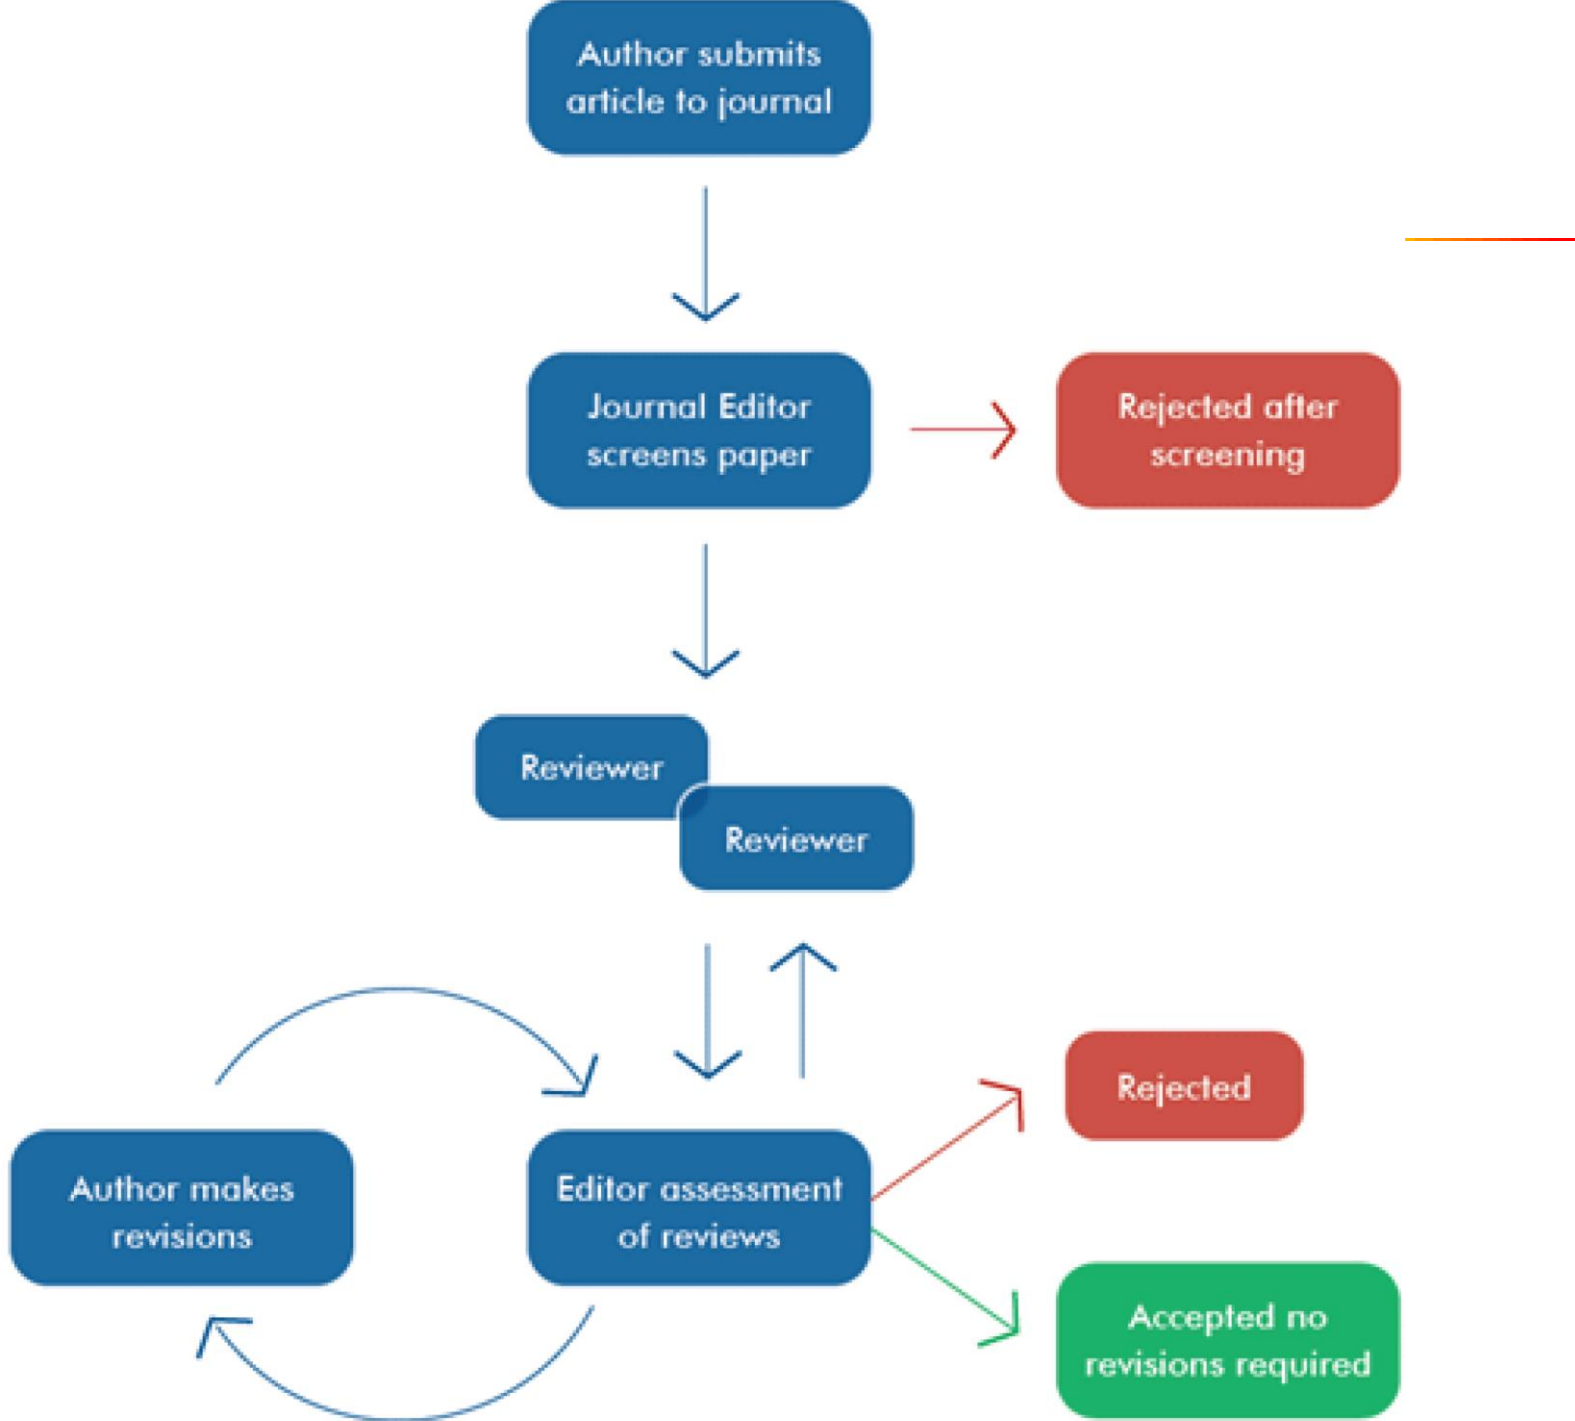 Author submits
article to journal
Journal Editor
screens paper
Rejected after
screening
Reviewer
Reviewer
Rejected
Author makes
revisions
Editor assessment
of reviews
Accepted no
revisions required